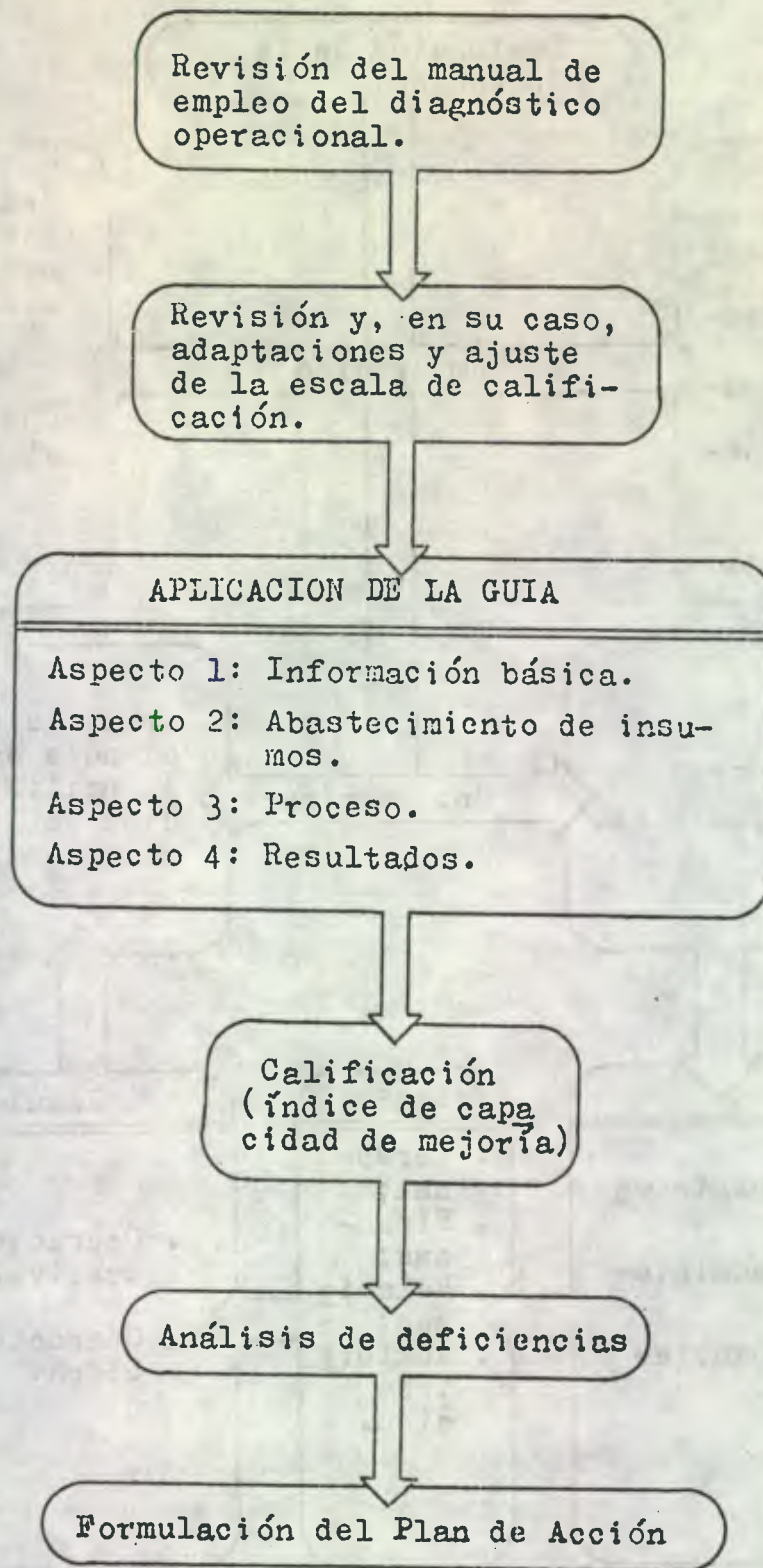 Revisión del manual de
empleo del diagnóstico
operacional.
Revisión y, en su caso,
adaptaciones y ajuste
de la escala de califi-
cación.
APLICACION DE LA GUIA
Aspecto 1: Información básica.
Aspecto 2: Abastecimiento de insu-
mos.
Aspecto 3: Proceso.
Aspecto 4: Resultados.
Calificación
(índice de capa
cidad de mejoría)
Análisis de deficiencias
Formulación del Plan de Acción